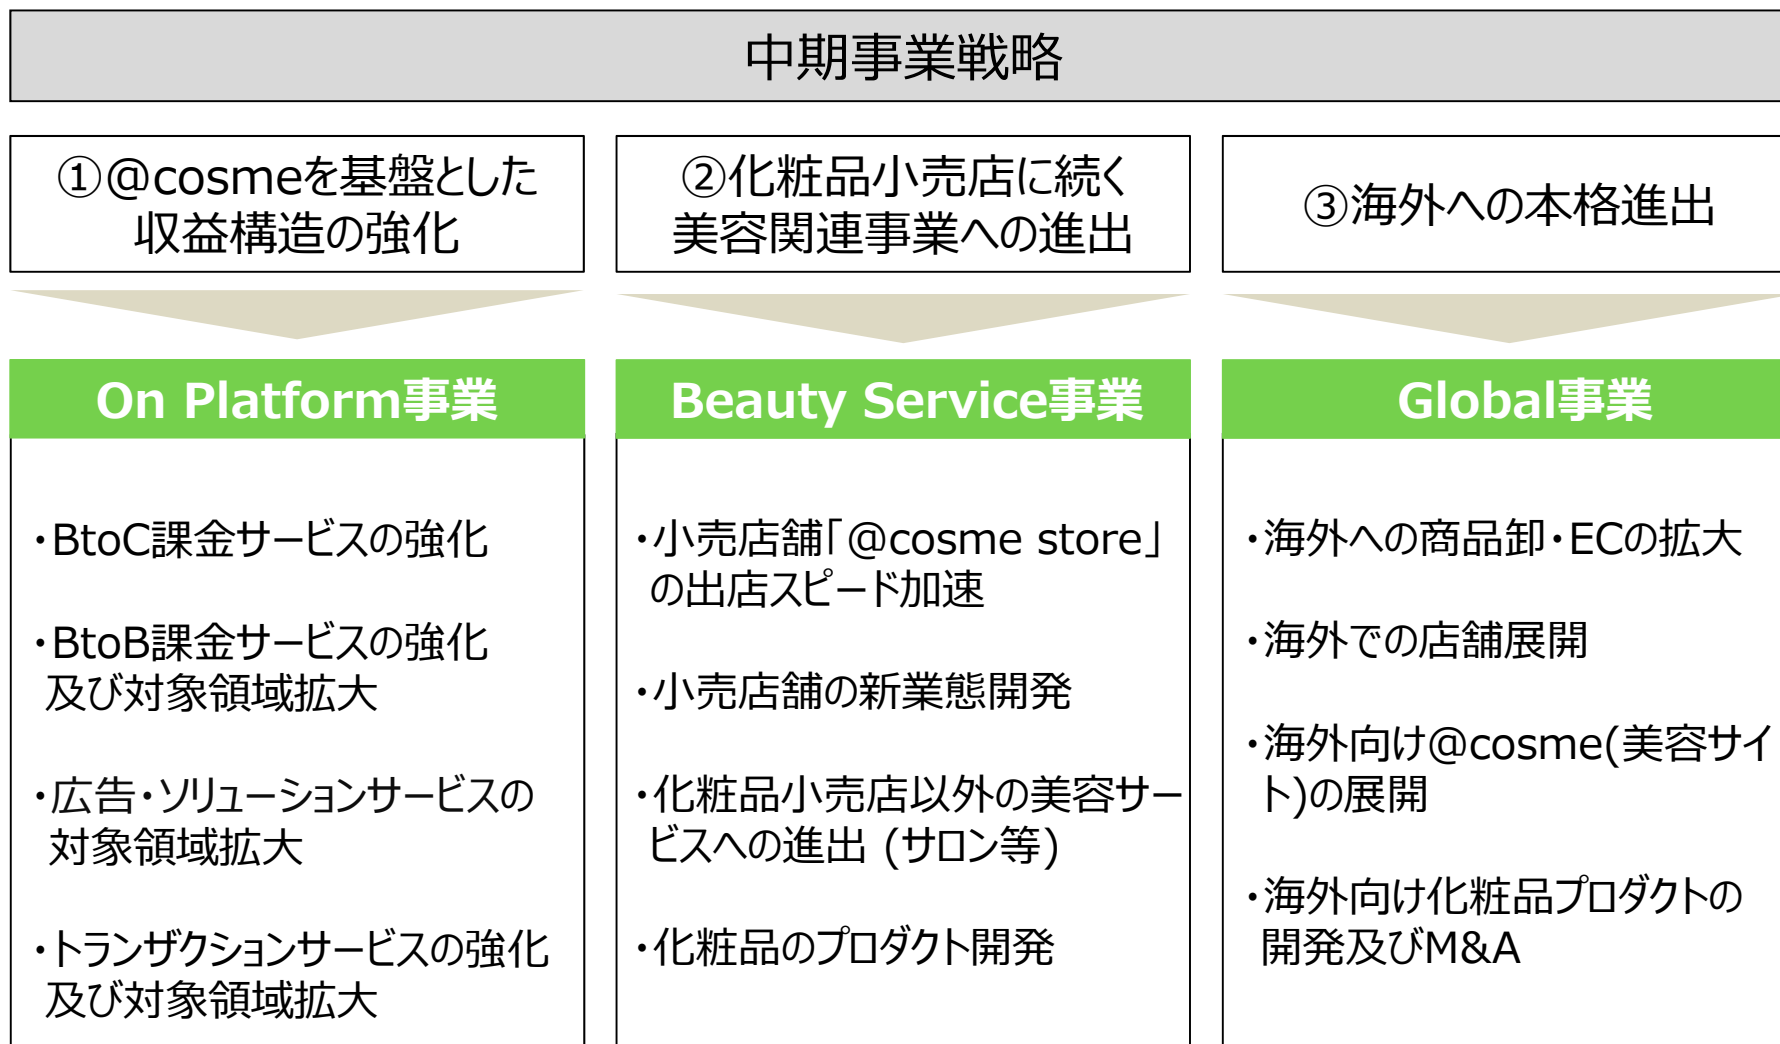 中期事業戦略
①@cosmeを基盤とした
収益構造の強化
②化粧品小売店に続く
美容関連事業への進出
③海外への本格進出
On Platform事業
・BtoC課金サービスの強化
・BtoB課金サービスの強化
及び対象領域拡大
・広告・ソリューションサービスの
対象領域拡大
・トランザクションサービスの強化
及び対象領域拡大
Beauty Service事業
・小売店舗「@cosme store」
の出店スピード加速
・小売店舗の新業態開発
・化粧品小売店以外の美容サー
ビスへの進出 (サロン等)
・化粧品のプロダクト開発
Global事業
・海外への商品卸・ECの拡大
・海外での店舗展開
・海外向け@cosme(美容サイ
ト)の展開
・海外向け化粧品プロダクトの
開発及びM&A